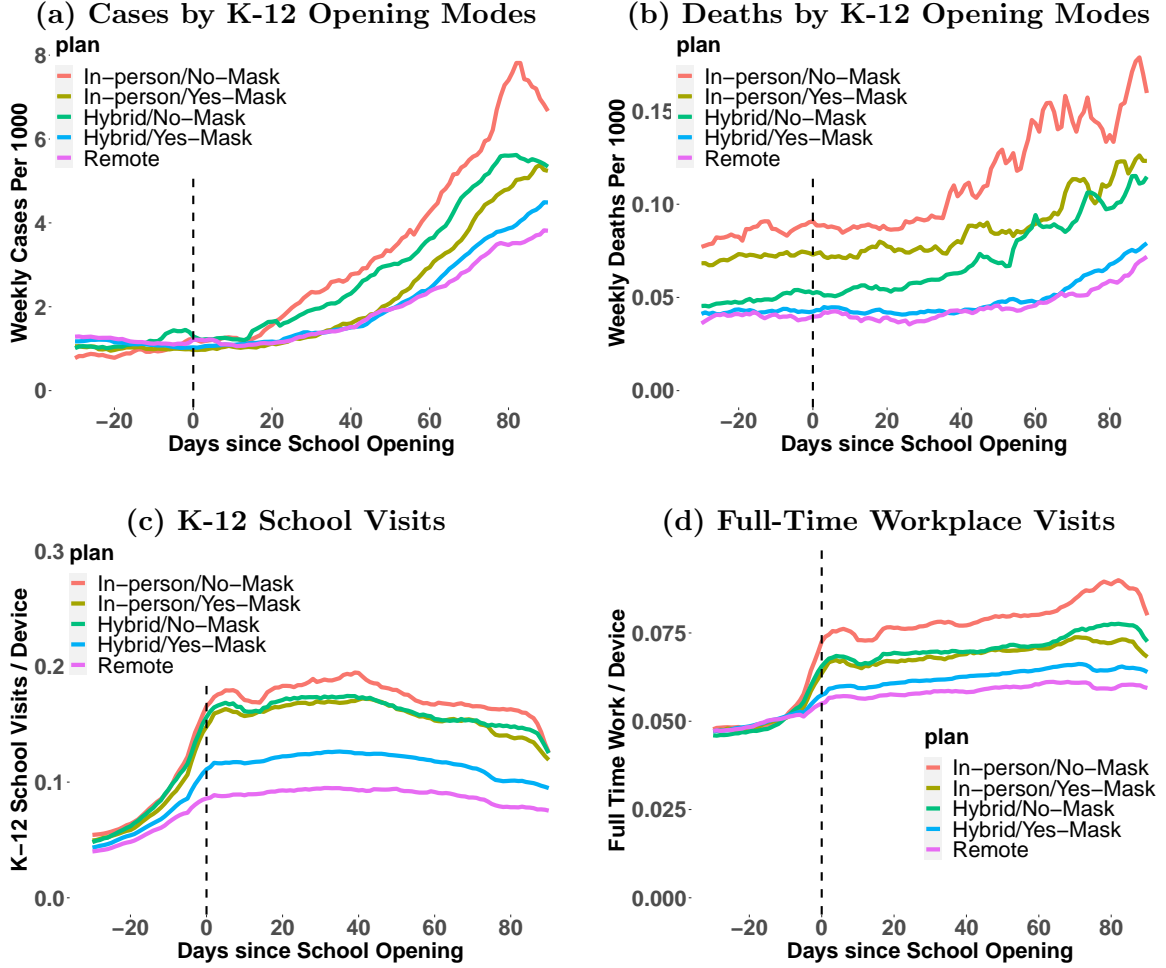 (a) Cases by K-12 Opening Modes
plan
In-person/No-Mask
In-person/Yes-Mask
Hybrid/No-Mask
Hybrid/Yes-Mask
Remote
Weekly Cases Per 1000
8
6
4
2
0
−20 0 20 40 60 80
Days since School Opening
(b) Deaths by K-12 Opening Modes
plan
In-person/No-Mask
In-person/Yes-Mask
Hybrid/No-Mask
Hybrid/Yes-Mask
Remote
Weekly Deaths Per 1000
0.15
0.10
0.05
0.00
−20 0 20 40 60 80
Days since School Opening
(c) K-12 School Visits
plan
In-person/No-Mask
In-person/Yes-Mask
Hybrid/No-Mask
Hybrid/Yes-Mask
Remote
K−12 School Visits / Device
0.3
0.2
0.1
0.0
−20 0 20 40 60 80
Days since School Opening
(d) Full-Time Workplace Visits
Full Time Work / Device
0.075
0.050
0.025
0.000
plan
In-person/No-Mask
In-person/Yes-Mask
Hybrid/No-Mask
Hybrid/Yes-Mask
Remote
−20 0 20 40 60 80
Days since School Opening